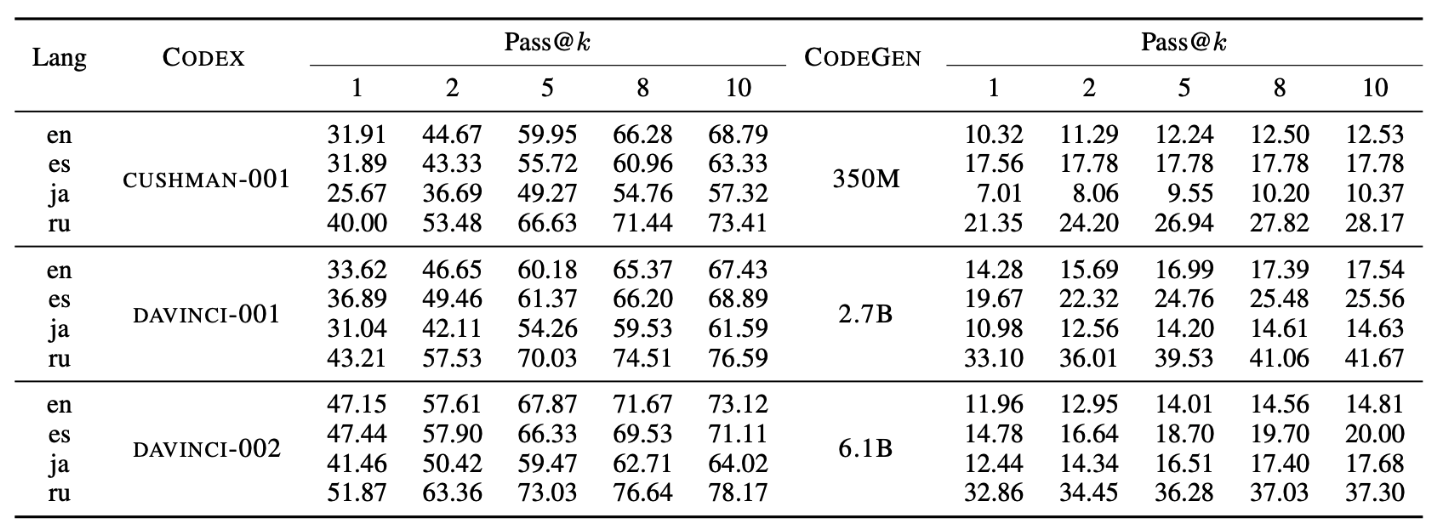 Lang CODEX Pass@k CODEGEN Pass@k
1 2 5 8 10 1 2 5 8 10
en 31.91 44.67 59.95 66.28 68.79 10.32 11.29 12.24 12.50 12.53
es 31.89 43.33 55.72 60.96 63.33 17.56 17.78 17.78 17.78 17.78
CUSHMAN-001 350M
ja 25.67 36.69 49.27 54.76 57.32 7.01 8.06 9.55 10.20 10.37
ru 40.00 53.48 66.63 71.44 73.41 21.35 24.20 26.94 27.82 28.17
en 33.62 46.65 60.18 65.37 67.43 14.28 15.69 16.99 17.39 17.54
es 36.89 49.46 61.37 66.20 68.89 19.67 22.32 24.76 25.48 25.56
DAVINCI-001 2.7B
ja 31.04 42.11 54.26 59.53 61.59 10.98 12.56 14.20 14.61 14.63
ru 43.21 57.53 70.03 74.51 76.59 33.10 36.01 39.53 41.06 41.67
en 47.15 57.61 67.87 71.67 73.12 11.96 12.95 14.01 14.56 14.81
es 47.44 57.90 66.33 69.53 71.11 14.78 16.64 18.70 19.70 20.00
DAVINCI-002 6.1B
ja 41.46 50.42 59.47 62.71 64.02 12.44 14.34 16.51 17.40 17.68
ru 51.87 63.36 73.03 76.64 78.17 32.86 34.45 36.28 37.03 37.30